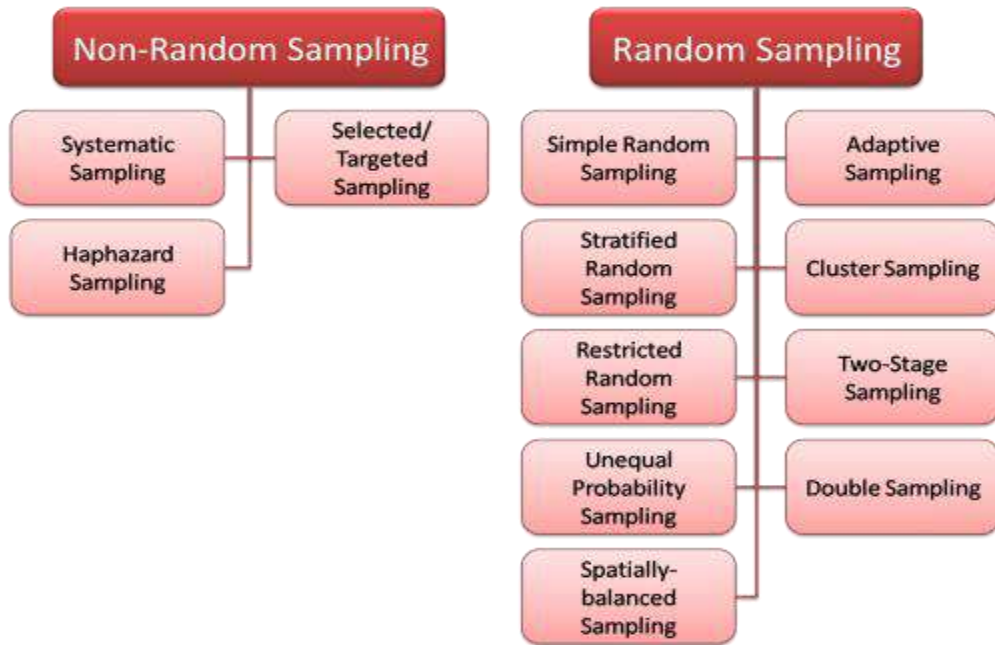 Non-Random Sampling
Systematic
Sampling
Selected/
Targeted
Sampling
Haphazard
Sampling
Random Sampling
Simple Random
Sampling
Adaptive
Sampling
Stratified
Random
Sampling
Cluster Sampling
Restricted
Random
Sampling
Two-Stage
Sampling
Unequal
Probability
Sampling
Double Sampling
Spatially-
balanced
Sampling